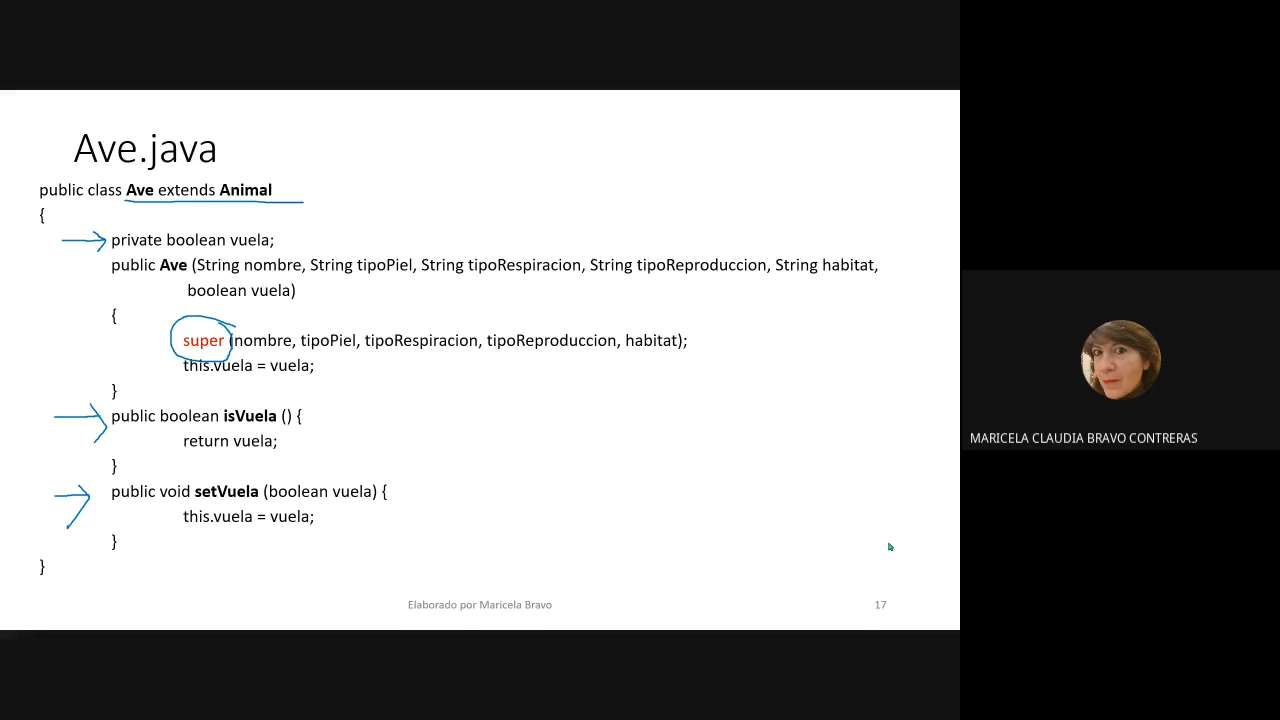 Ave.java
public class Ave extends Animal
{
private boolean vuela;
public Ave (String nombre, String tipoPiel, String tipoRespiracion, String tipoReproduccion, String habitat,
boolean vuela)
{
super (nombre, tipoPiel, tipoRespiracion, tipoReproduccion, habitat);
this.vuela = vuela;
}
public boolean isVuela () {
return vuela;
}
public void setVuela (boolean vuela) {
this.vuela = vuela;
}
}
Elaborado por Maricela Bravo
17
MARICELA CLAUDIA BRAVO CONTRERAS